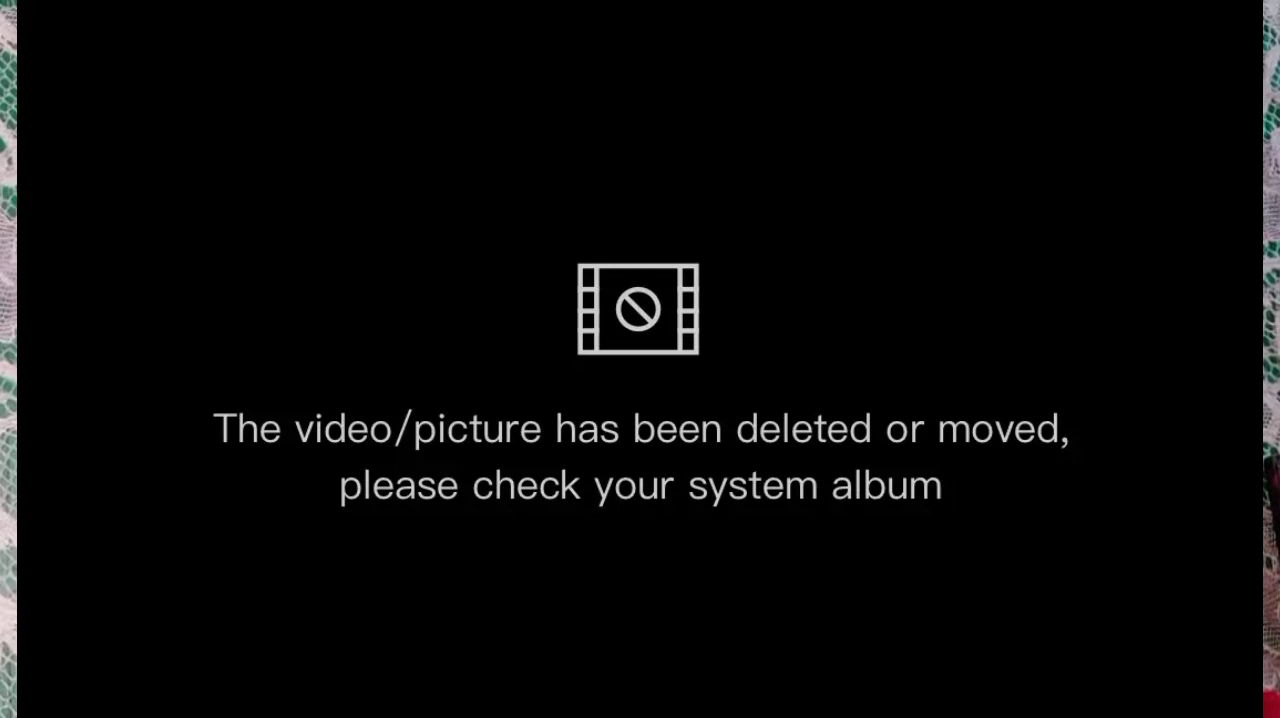 The video/picture has been deleted or moved,
please check your system album